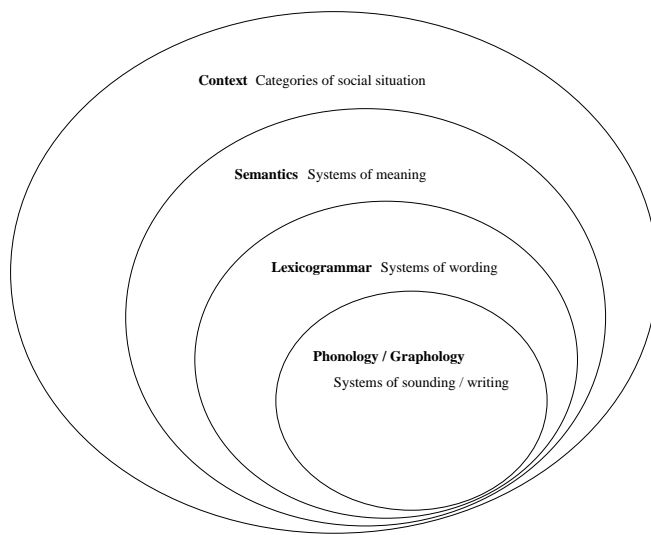 Context Categories of social situation
Semantics Systems of meaning
Lexicogrammar Systems of wording
Phonology / Graphology
Systems of sounding / writing